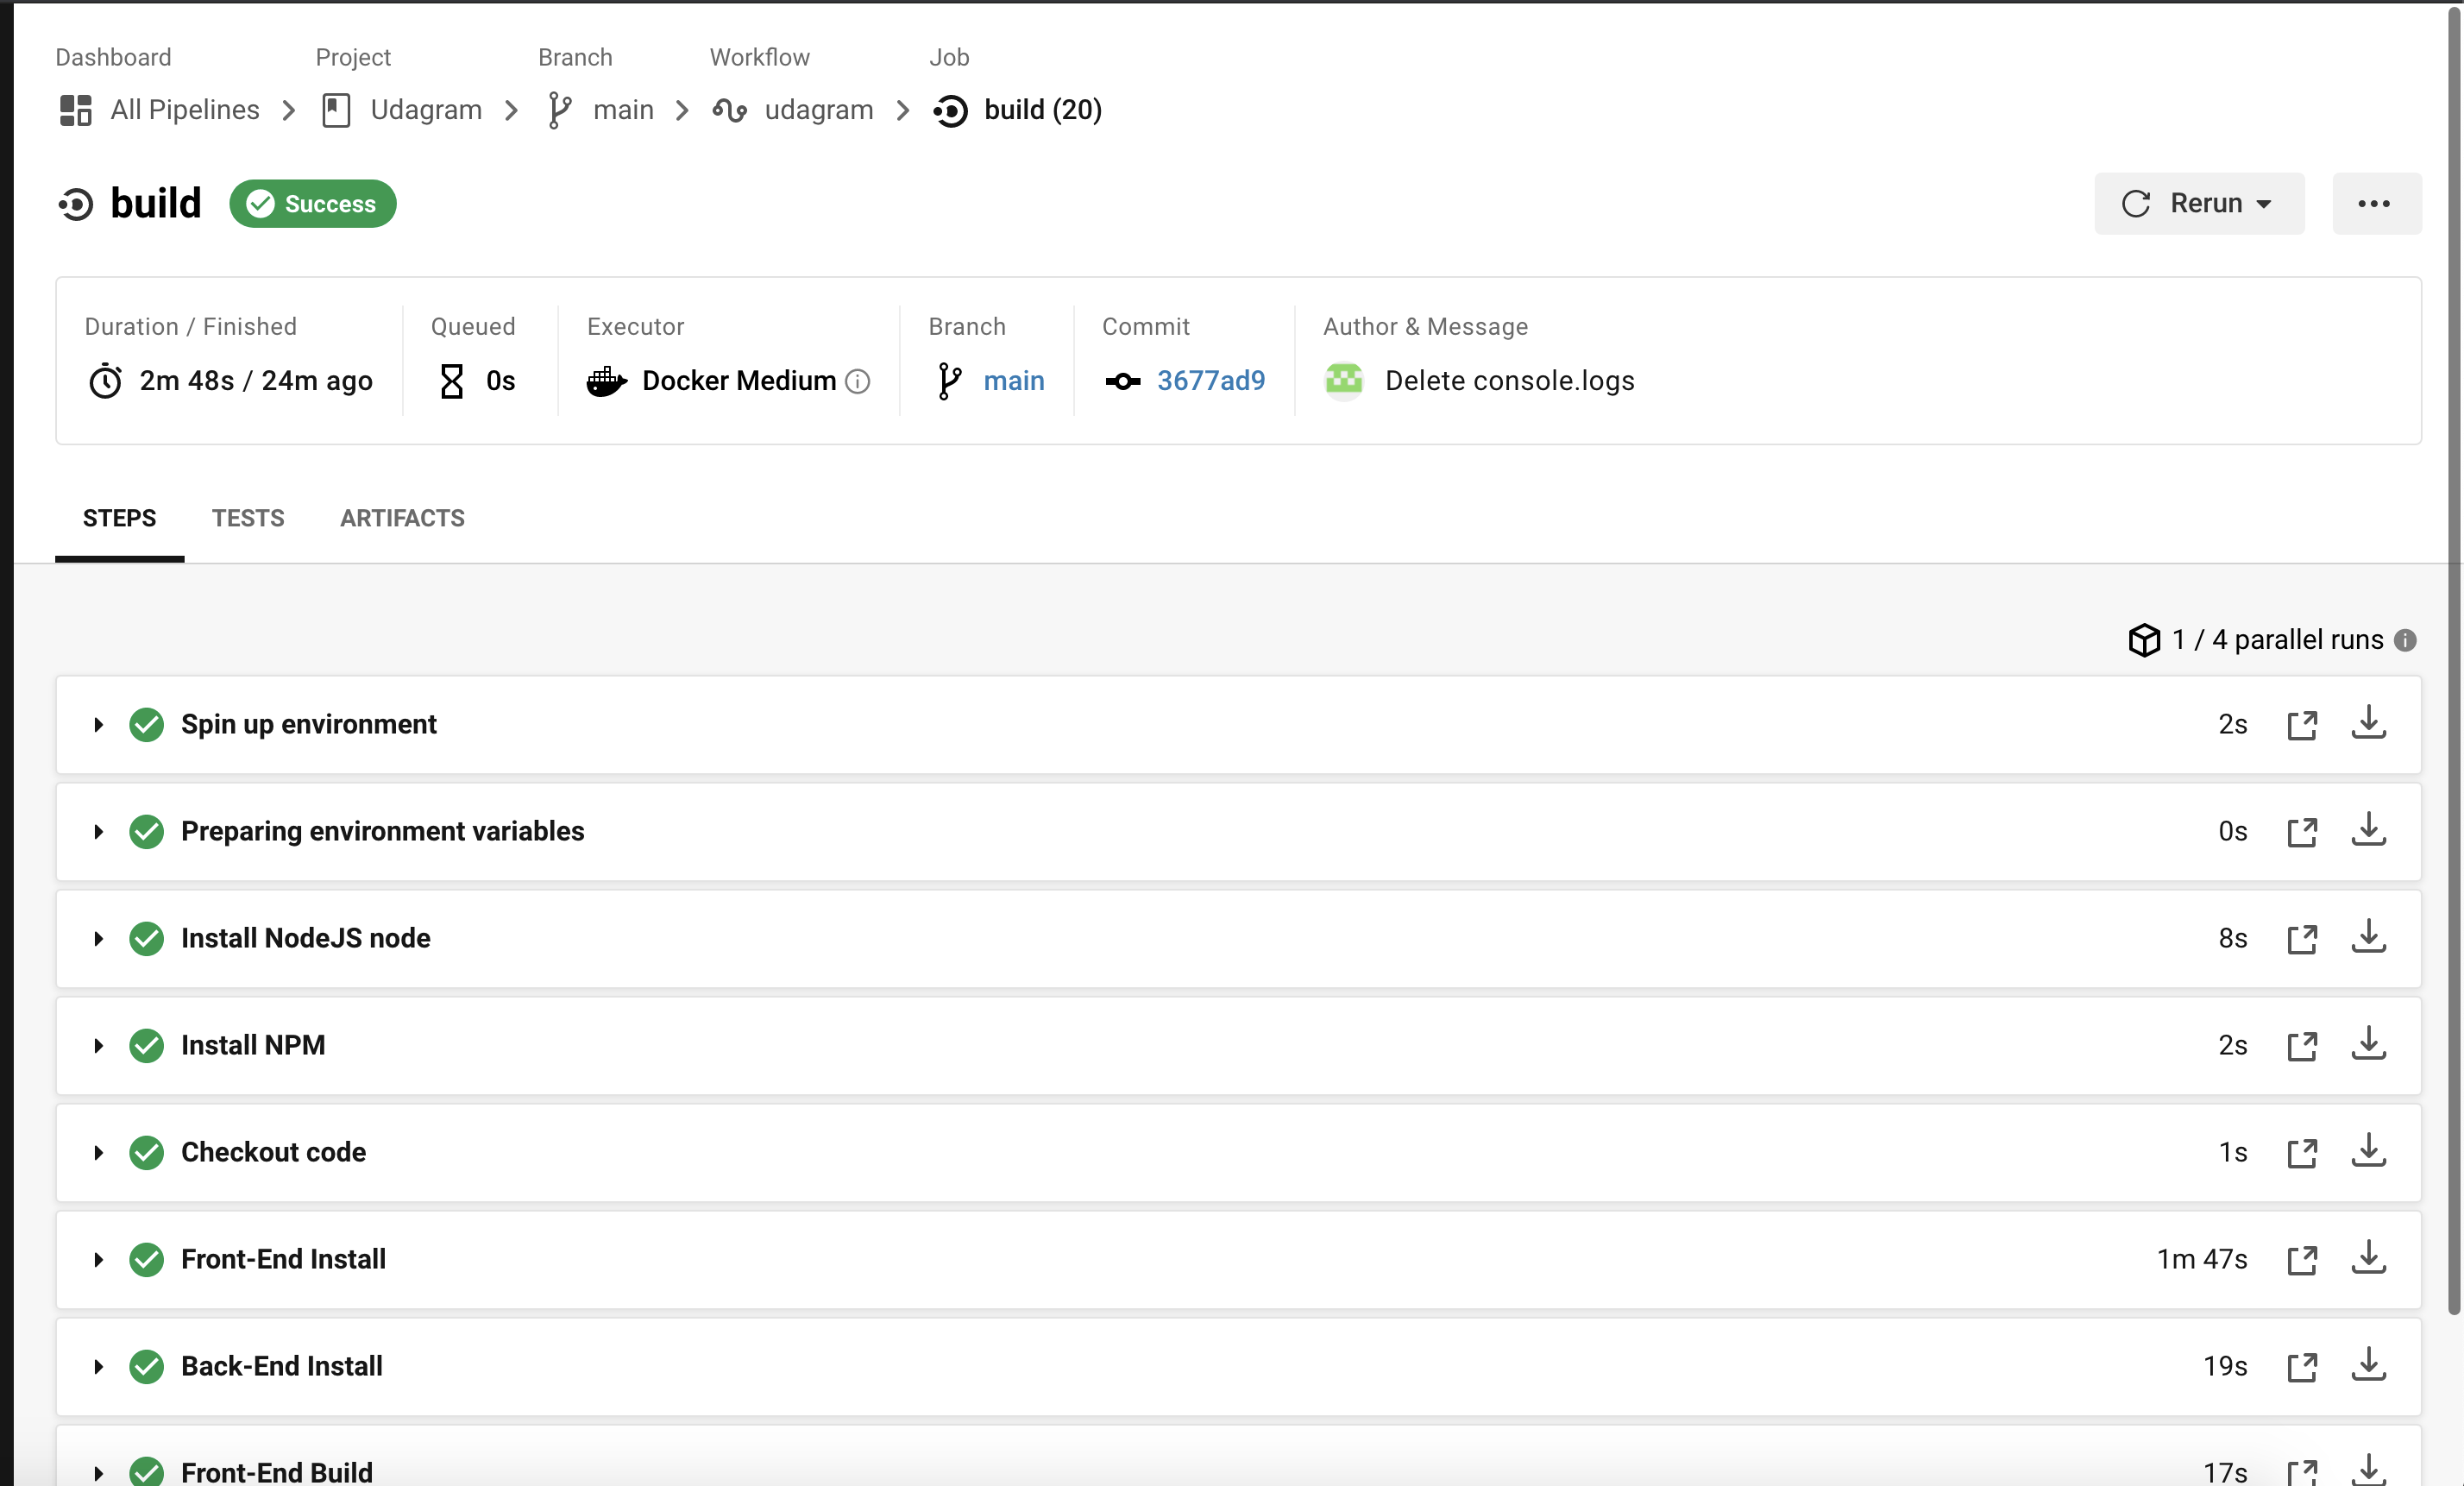 Dashboard Project Branch Workflow Job
All Pipelines Udagram main udagram build (20)
build Success Rerun
Duration / Finished Queued Executor Branch Commit Author & Message
2m 48s / 24m ago 0s Docker Medium main 3677ad9 Delete console.logs
STEPS TESTS ARTIFACTS
1 / 4 parallel runs
Spin up environment 2s
Preparing environment variables 0s
Install NodeJS node 8s
Install NPM 2s
Checkout code 1s
Front-End Install 1m 47s
Back-End Install 19s
Front-End Build 17s